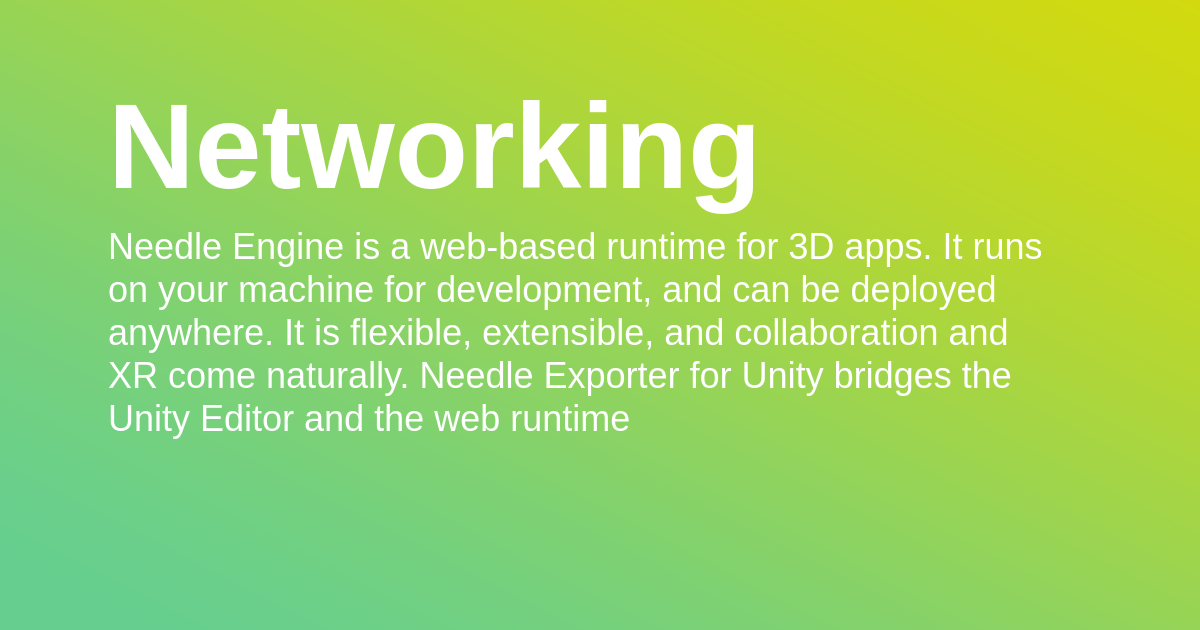 Networking
Needle Engine is a web-based runtime for 3D apps. It runs
on your machine for development, and can be deployed
anywhere. It is flexible, extensible, and collaboration and
XR come naturally. Needle Exporter for Unity bridges the
Unity Editor and the web runtime